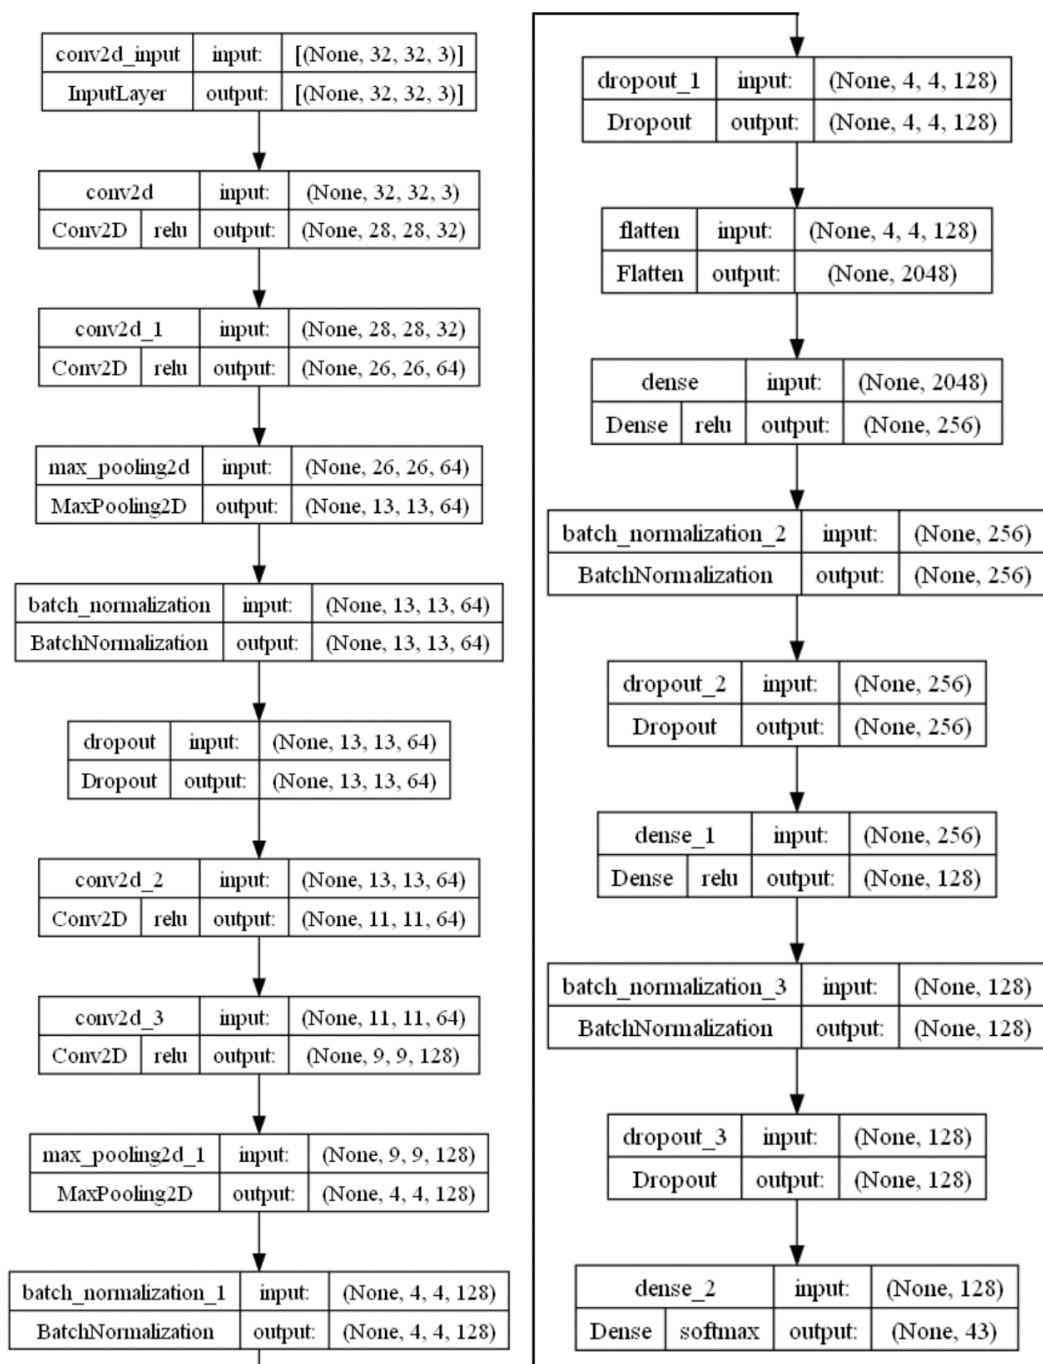 conv2d_input input: [(None, 32, 32, 3)]
InputLayer output: [(None, 32, 32, 3)]
conv2d input: (None, 32, 32, 3)
Conv2D relu output: (None, 28, 28, 32)
conv2d_1 input: (None, 28, 28, 32)
Conv2D relu output: (None, 26, 26, 64)
max_pooling2d input: (None, 26, 26, 64)
MaxPooling2D output: (None, 13, 13, 64)
batch_normalization input: (None, 13, 13, 64)
BatchNormalization output: (None, 13, 13, 64)
dropout input: (None, 13, 13, 64)
Dropout output: (None, 13, 13, 64)
conv2d_2 input: (None, 13, 13, 64)
Conv2D relu output: (None, 11, 11, 64)
conv2d_3 input: (None, 11, 11, 64)
Conv2D relu output: (None, 9, 9, 128)
max_pooling2d_1 input: (None, 9, 9, 128)
MaxPooling2D output: (None, 4, 4, 128)
batch_normalization_1 input: (None, 4, 4, 128)
BatchNormalization output: (None, 4, 4, 128)
dropout_1 input: (None, 4, 4, 128)
Dropout output: (None, 4, 4, 128)
flatten input: (None, 4, 4, 128)
Flatten output: (None, 2048)
dense input: (None, 2048)
Dense relu output: (None, 256)
batch_normalization_2 input: (None, 256)
BatchNormalization output: (None, 256)
dropout_2 input: (None, 256)
Dropout output: (None, 256)
dense_1 input: (None, 256)
Dense relu output: (None, 128)
batch_normalization_3 input: (None, 128)
BatchNormalization output: (None, 128)
dropout_3 input: (None, 128)
Dropout output: (None, 128)
dense_2 input: (None, 128)
Dense softmax output: (None, 43)